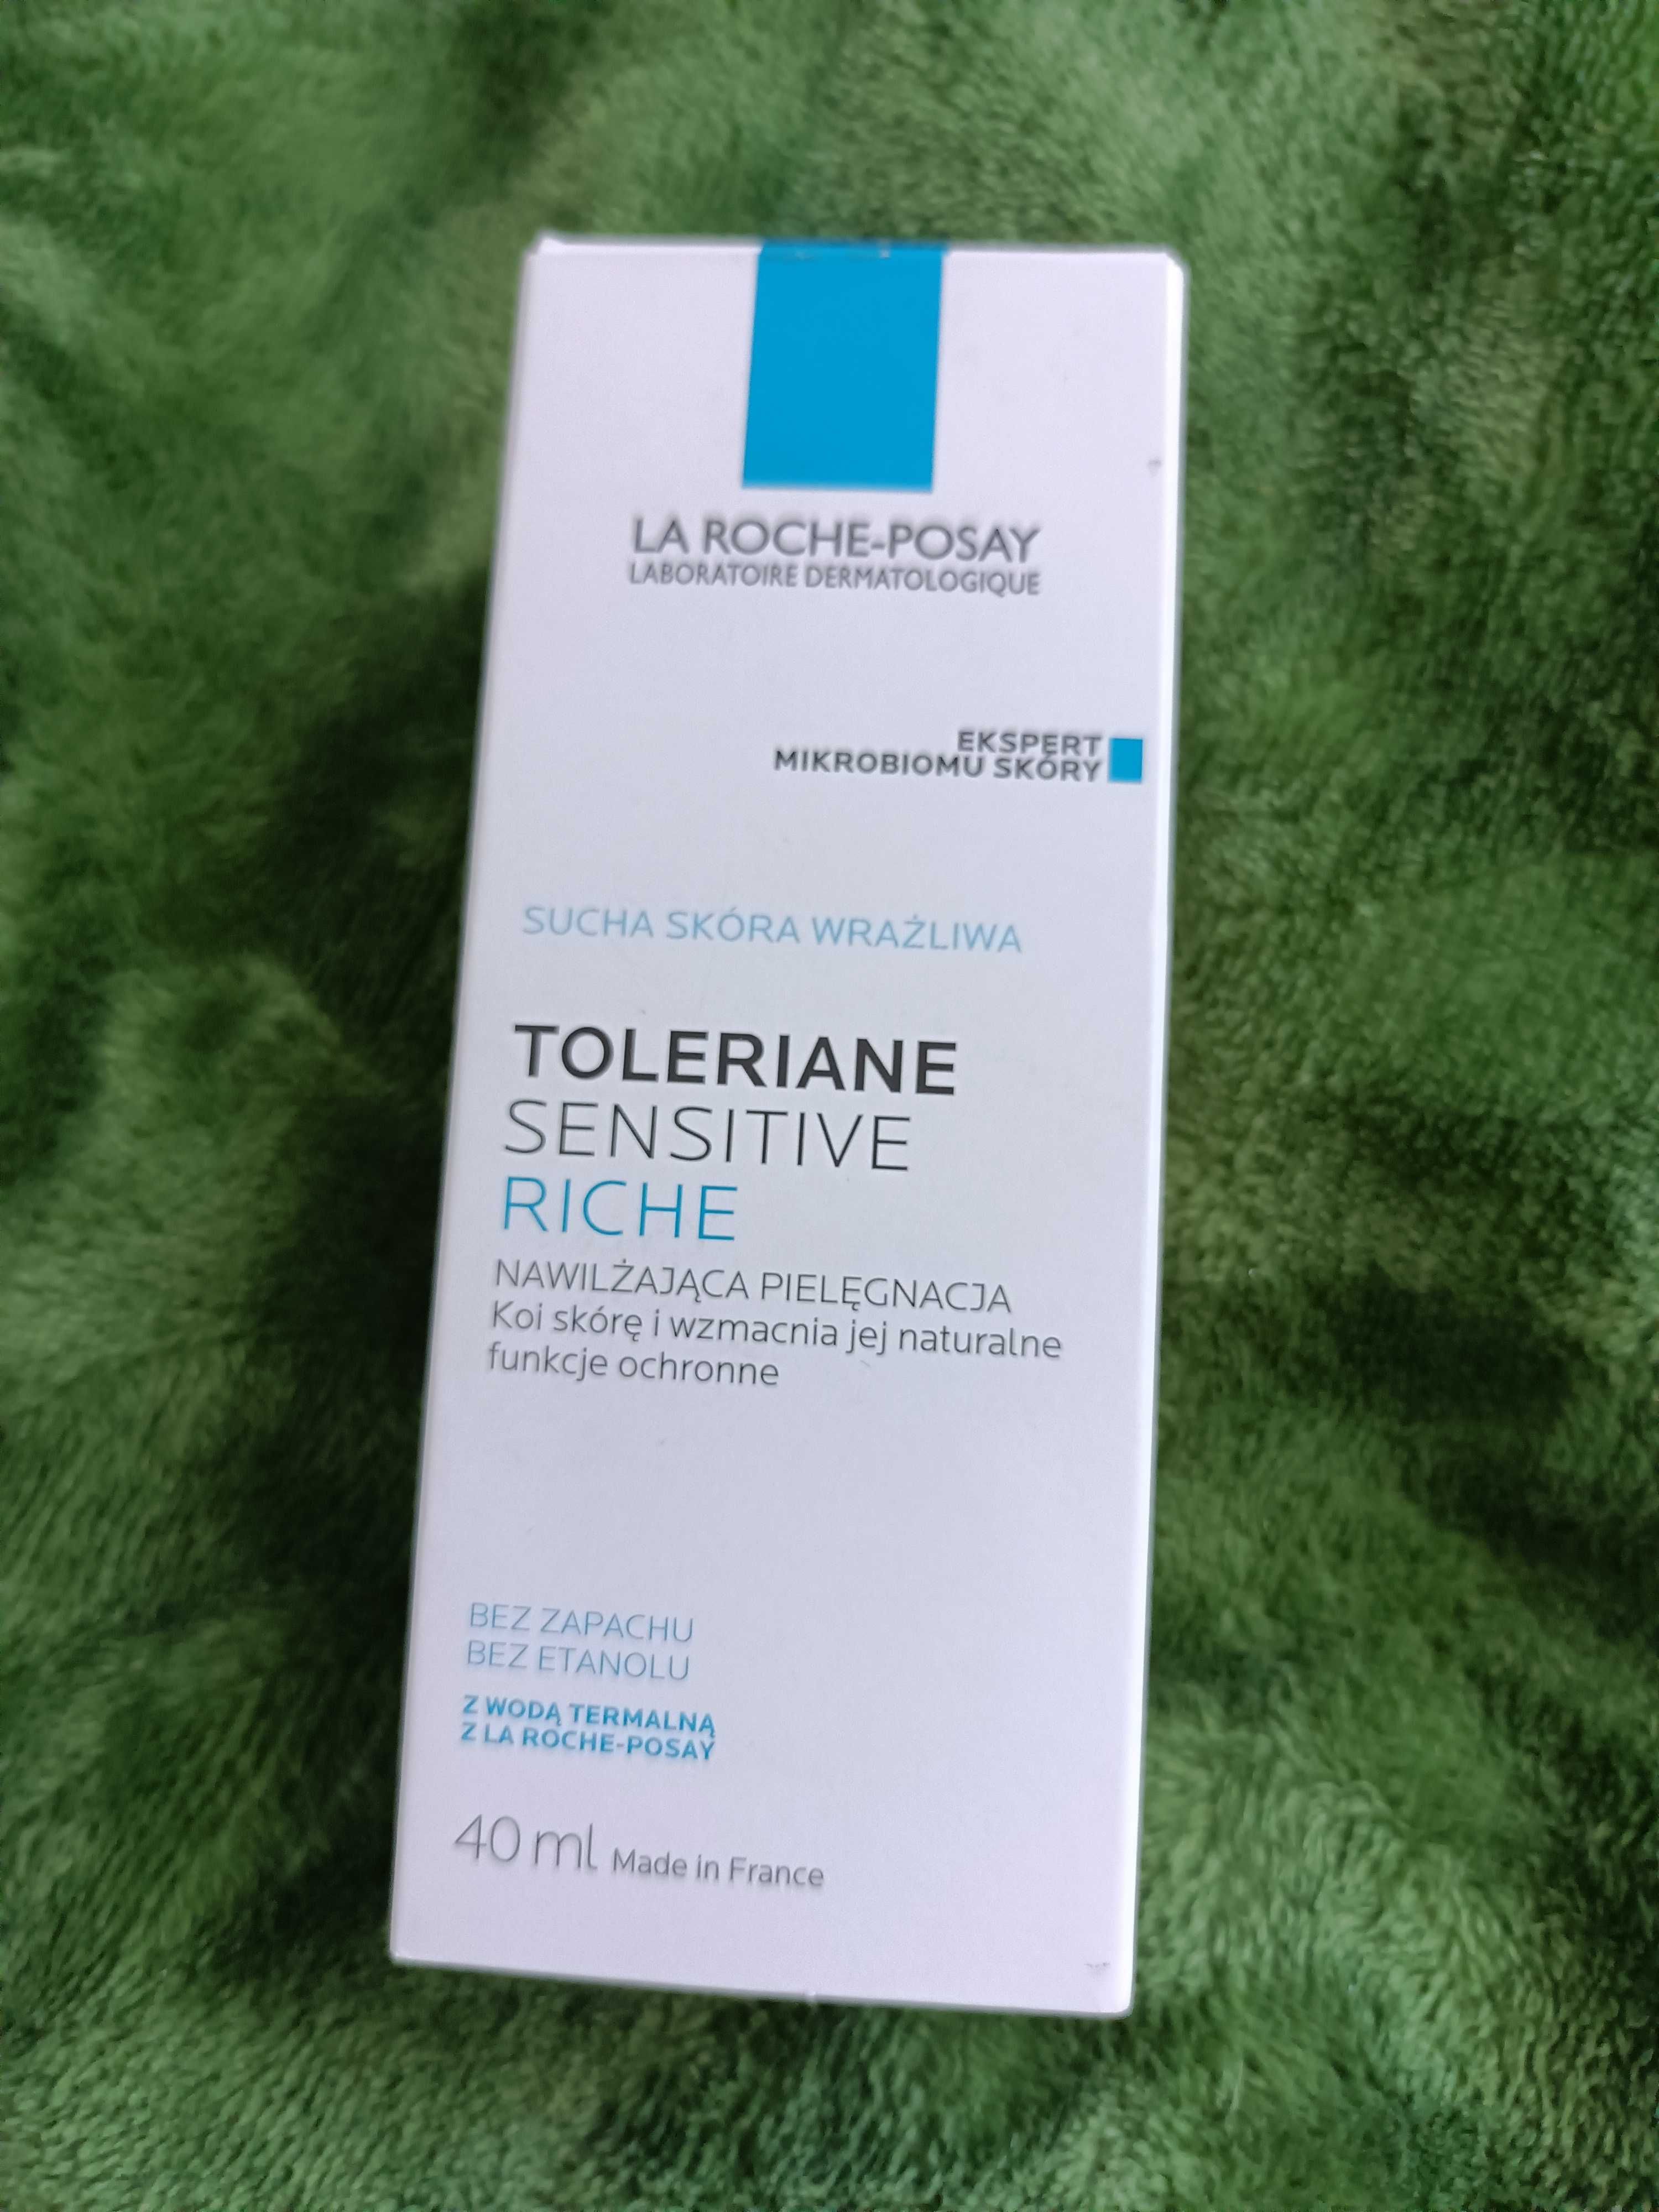 LA ROCHE-POSAY
LABORATOIRE DERMATOLOGIQUE
EKSPERT
MIKROBIOMU SKÓRY
SUCHA SKÓRA WRAŻLIWA
TOLERIANE
SENSITIVE
RICHE
NAWILŻAJĄCA PIELĘGNACJA
Koi skórę i wzmacnia jej naturalne
funkcje ochronne
BEZ ZAPACHU
BEZ ETANOLU
Z WODĄ TERMALNĄ
Z LA ROCHE-POSAY
40 ml Made in France